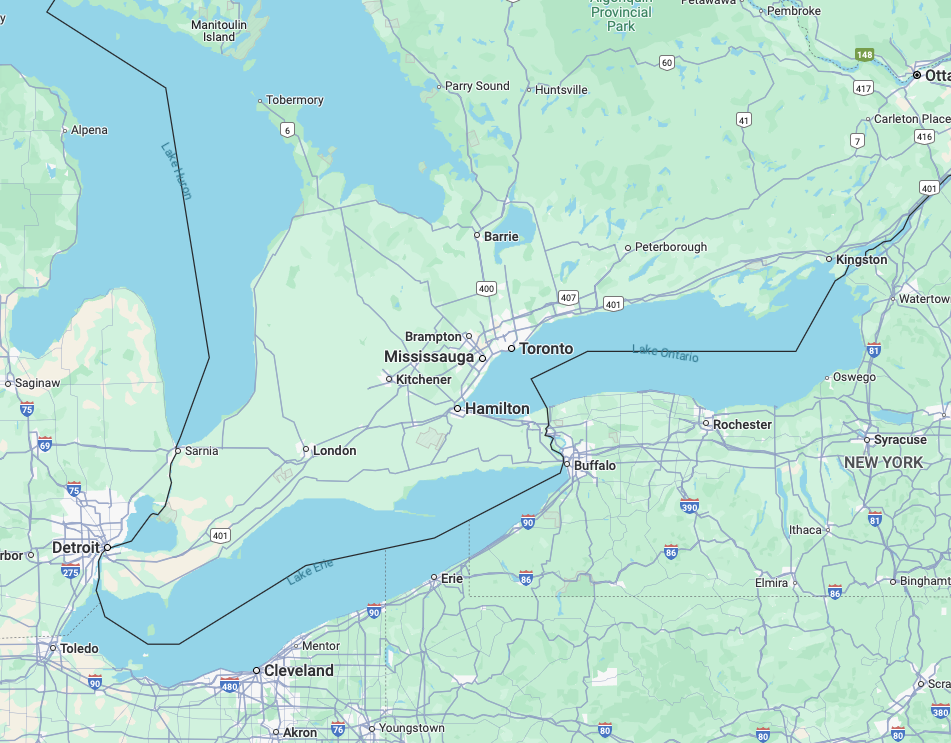 Manitoulin
Island
Algonquin
Provincial
Park
Petawawa
Pembroke
148
60
Parry Sound
Huntsville
417
Otta
Tobermory
41
Carleton Place
Alpena
6
7
416
Lake Huron
401
Barrie
Peterborough
Kingston
400
407
401
Watertow
Brampton
Toronto
Mississauga
Lake Ontario
81
Saginaw
Kitchener
Oswego
75
Hamilton
Rochester
69
Syracuse
Sarnia
London
Buffalo
NEW YORK
75
390
81
90
401
Ithaca
Detroit
rbor
86
275
Lake Erie
Erie
86
Elmira
86
Binghamt
90
Toledo
Mentor
Cleveland
90
480
Scra
380
Akron
76
Youngstown
80
80
80